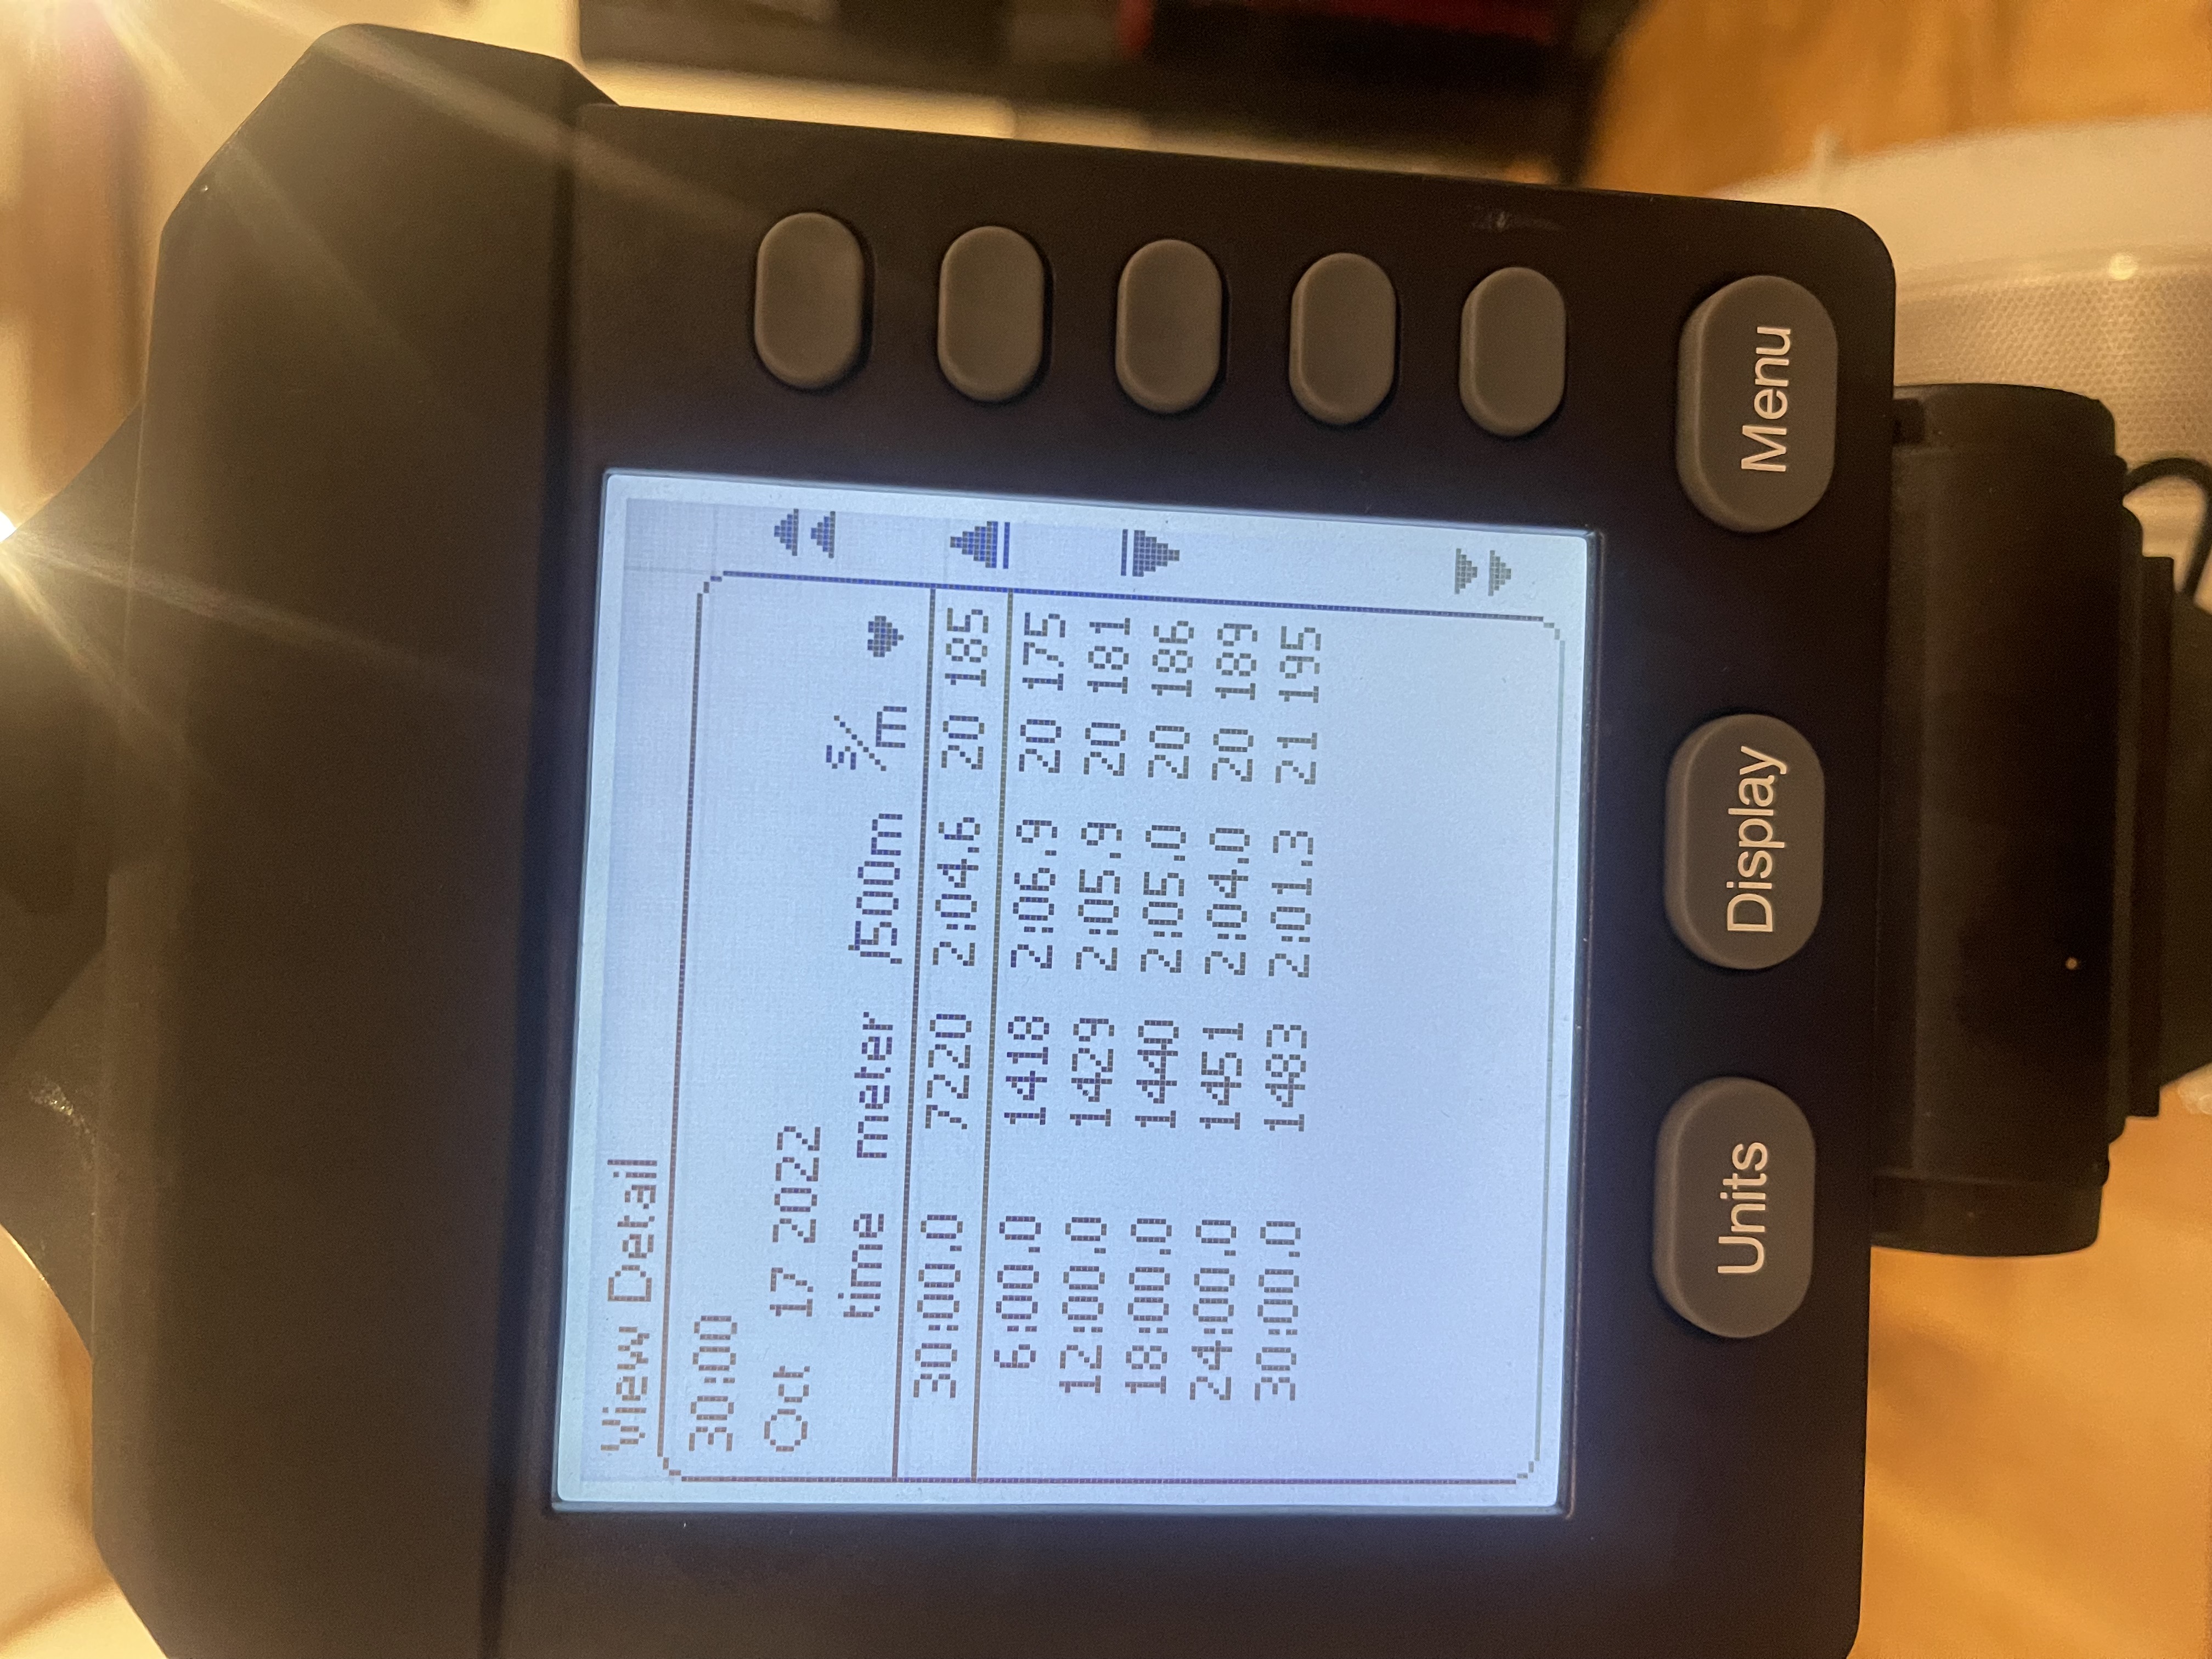 View Detail
30:00
Oct 17 2022
time meter /500m s/m ♥
30:00.0 7220 2:04.6 20 185
6:00.0 1418 2:06.9 20 175
12:00.0 1429 2:05.9 20 181
18:00.0 1440 2:05.0 20 186
24:00.0 1451 2:04.0 20 189
30:00.0 1483 2:01.3 21 195
Units Display Menu